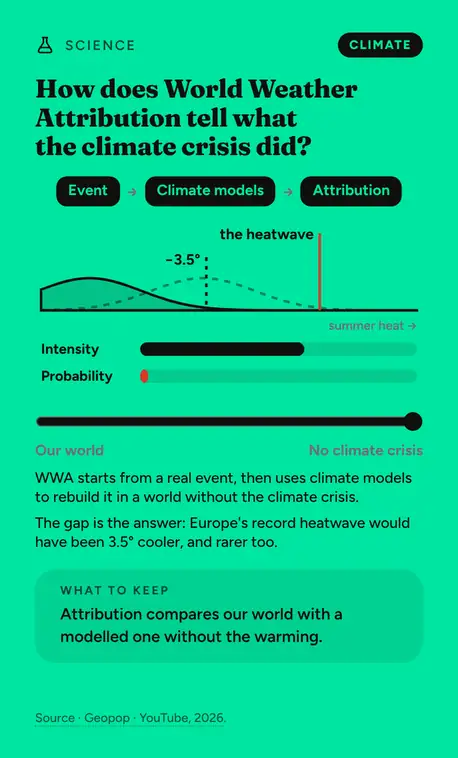 SCIENCE
CLIMATE
How does World Weather
Attribution tell what
the climate crisis did?
Event → Climate models → Attribution
the heatwave
−3.5°
summer heat →
Intensity
Probability
Our world
No climate crisis
WWA starts from a real event, then uses climate models
to rebuild it in a world without the climate crisis.
The gap is the answer: Europe's record heatwave would
have been 3.5° cooler, and rarer too.
WHAT TO KEEP
Attribution compares our world with a
modelled one without the warming.
Source · Geopop · YouTube, 2026.